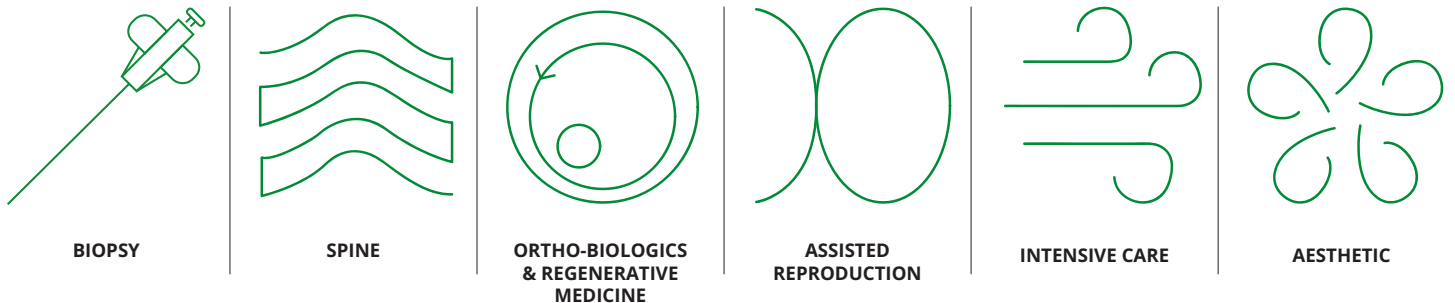 BIOPSY
SPINE
ORTHO-BIOLOGICS
& REGENERATIVE
MEDICINE
ASSISTED
REPRODUCTION
INTENSIVE CARE
AESTHETIC